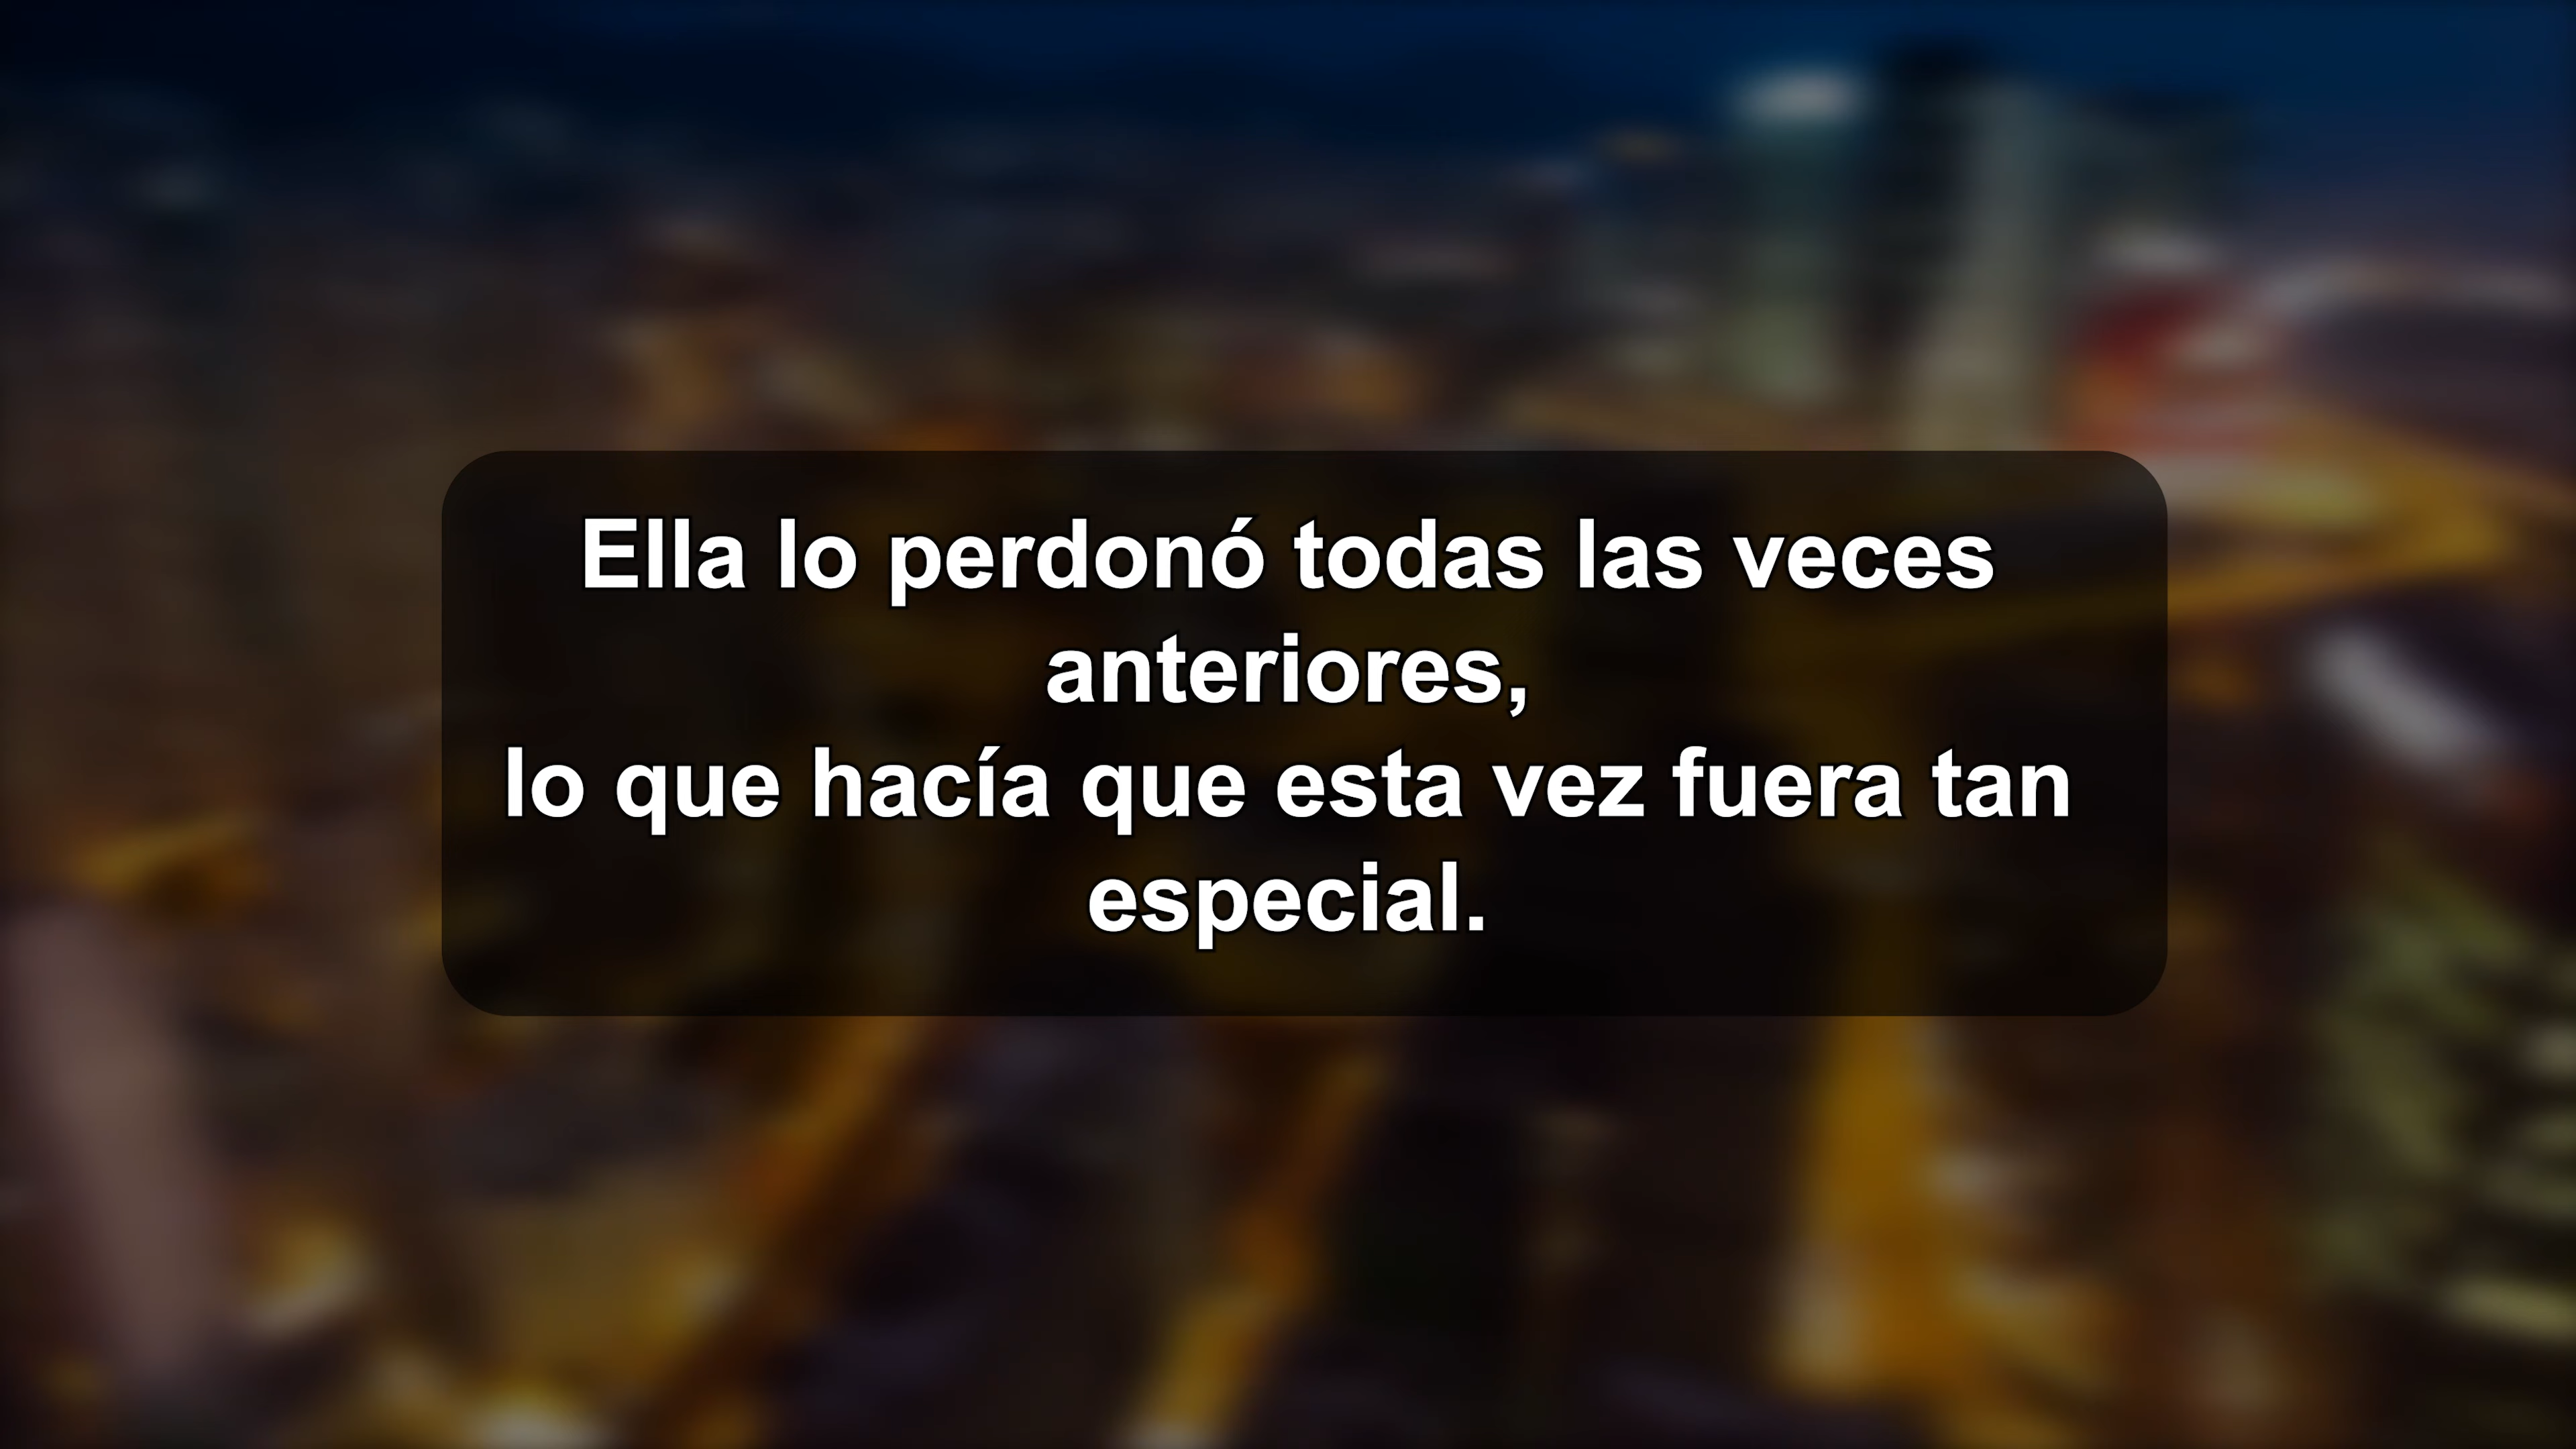 Ella lo perdonó todas las veces
anteriores,
lo que hacía que esta vez fuera tan
especial.